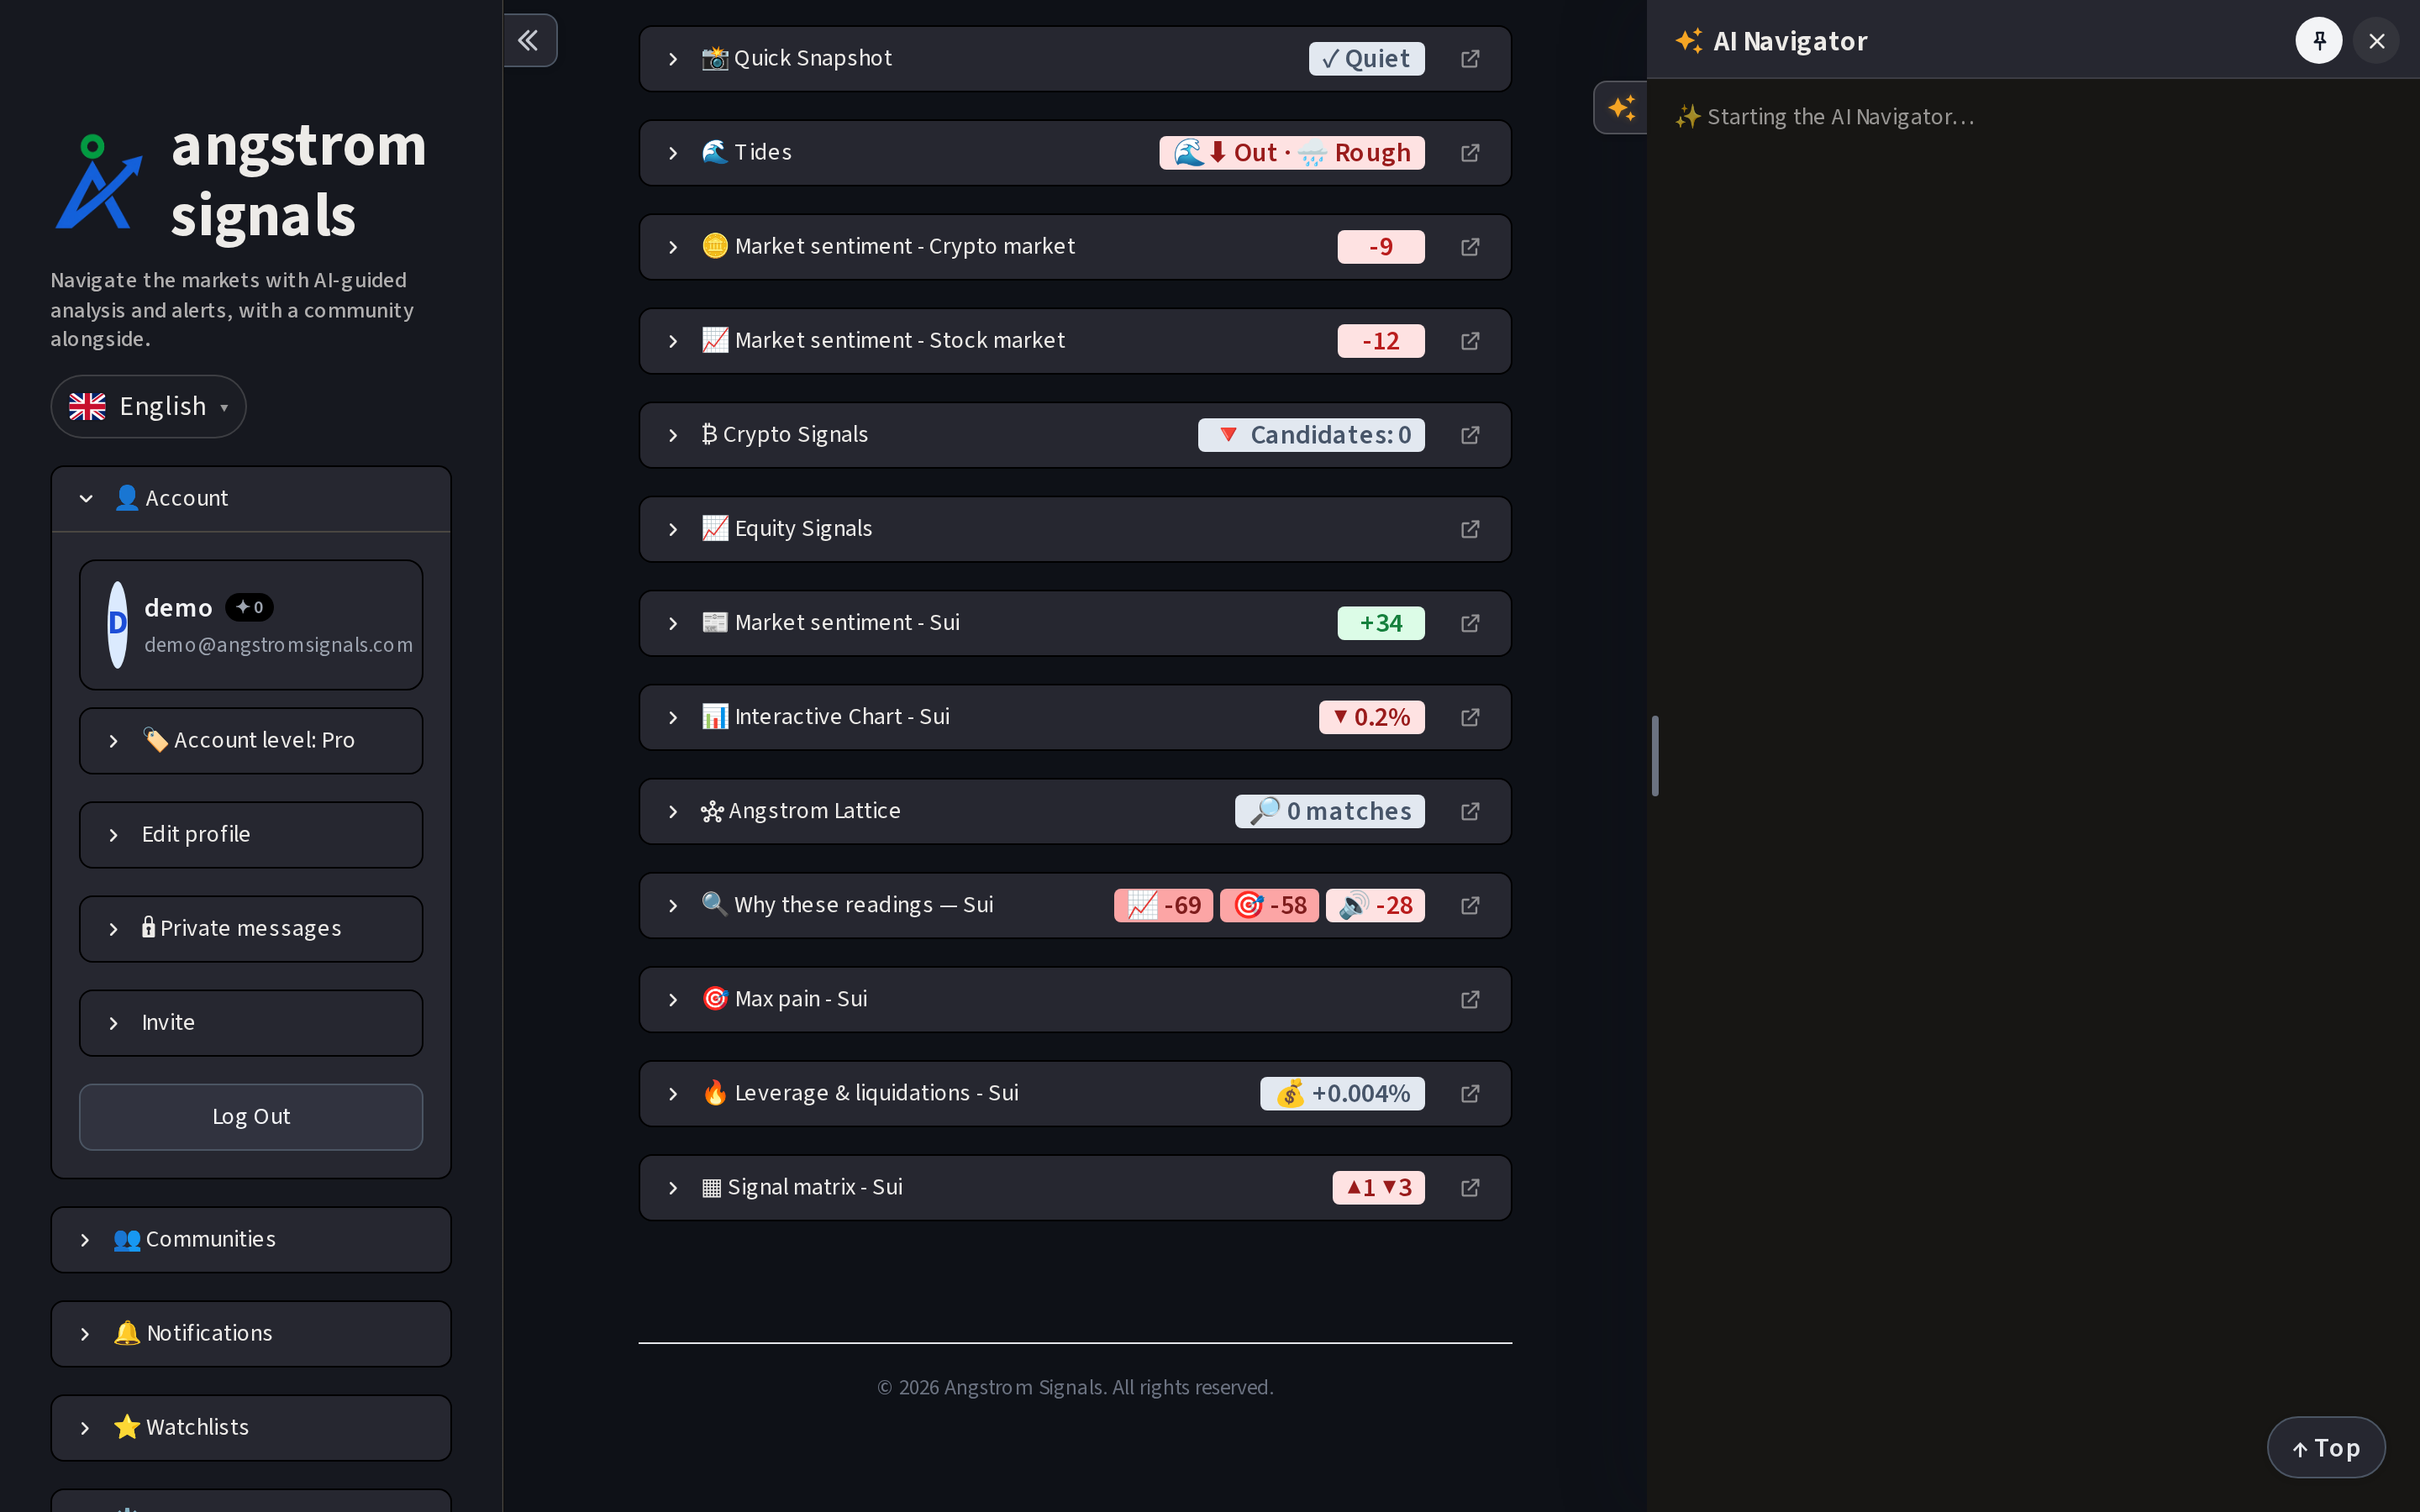 angstrom
signals
Navigate the markets with AI-guided
analysis and alerts, with a community
alongside.
English ▾
👤 Account
D
demo ✦ 0
demo@angstromsignals.com
🏷️ Account level: Pro
Edit profile
🔒 Private messages
Invite
Log Out
👥 Communities
🔔 Notifications
⭐ Watchlists
📸 Quick Snapshot ✓ Quiet
🌊 Tides 🌊⬇ Out · 🌧️ Rough
🪙 Market sentiment - Crypto market -9
📈 Market sentiment - Stock market -12
₿ Crypto Signals 🔻 Candidates: 0
📈 Equity Signals
📰 Market sentiment - Sui +34
📊 Interactive Chart - Sui ▼ 0.2%
Angstrom Lattice 🔎 0 matches
🔍 Why these readings — Sui 📈 -69 🎯 -58 🔊 -28
🎯 Max pain - Sui
🔥 Leverage & liquidations - Sui 💰 +0.004%
▦ Signal matrix - Sui ▲1 ▼3
© 2026 Angstrom Signals. All rights reserved.
AI Navigator
✨ Starting the AI Navigator...
↑ Top